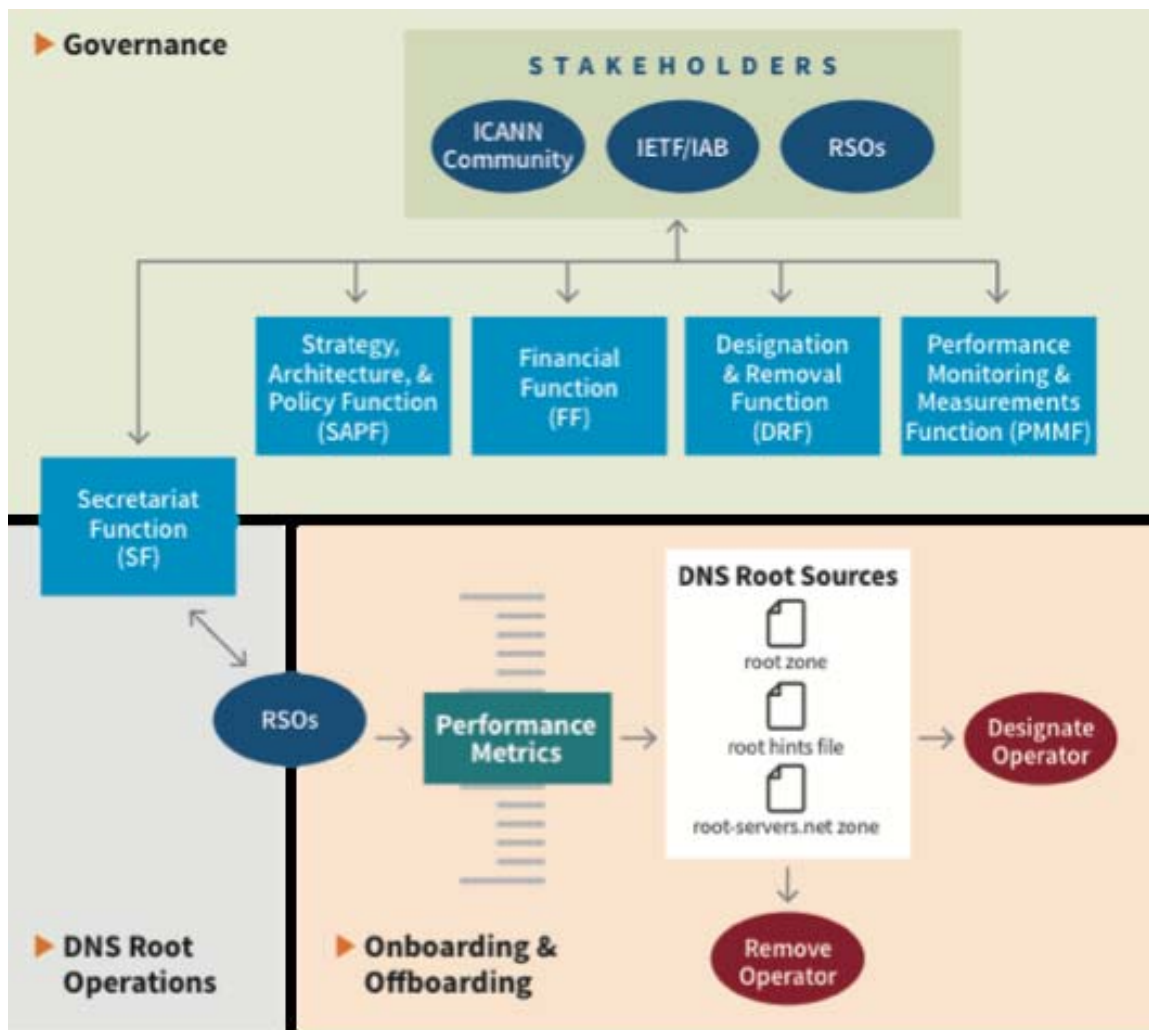 Governance
STAKEHOLDERS
ICANN
Community
IETF/IAB
RSOs
Strategy,
Architecture, &
Policy Function
(SAPF)
Financial
Function
(FF)
Designation
& Removal
Function
(DRF)
Performance
Monitoring &
Measurements
Function (PMMF)
Secretariat
Function
(SF)
RSOs
Performance
Metrics
DNS Root Sources
root zone
root hints file
root-servers.net zone
Designate
Operator
Remove
Operator
DNS Root
Operations
Onboarding &
Offboarding